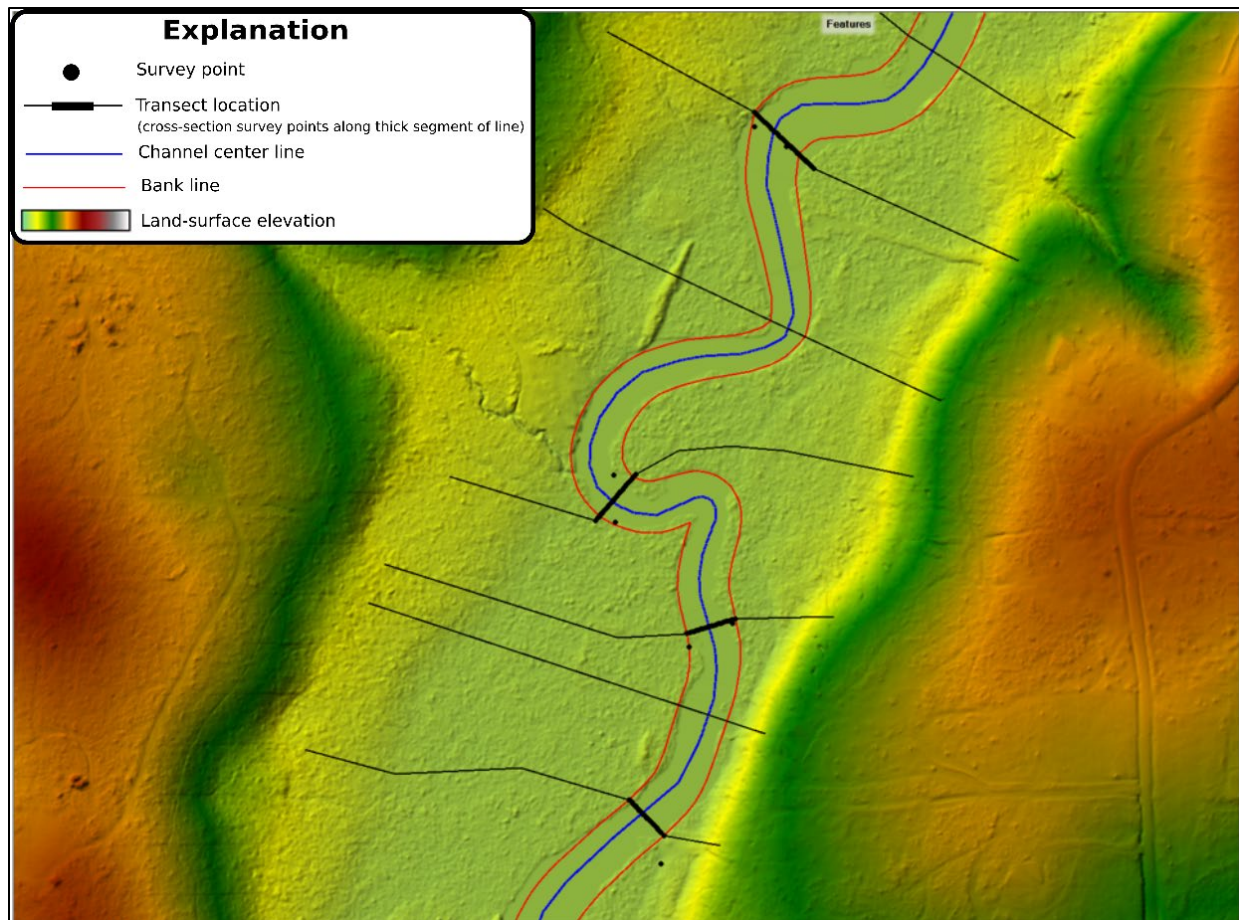 Explanation
Survey point
Transect location
(cross-section survey points along thick segment of line)
Channel center line
Bank line
Land-surface elevation
Features